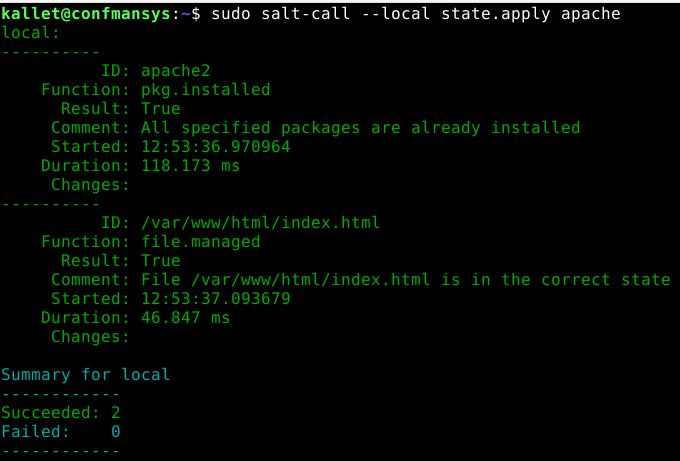 kallet@confmansys:~$ sudo salt-call --local state.apply apache
local:
----------
          ID: apache2
    Function: pkg.installed
      Result: True
     Comment: All specified packages are already installed
     Started: 12:53:36.970964
    Duration: 118.173 ms
     Changes:
----------
          ID: /var/www/html/index.html
    Function: file.managed
      Result: True
     Comment: File /var/www/html/index.html is in the correct state
     Started: 12:53:37.093679
    Duration: 46.847 ms
     Changes:

Summary for local
------------
Succeeded: 2
Failed:    0
------------